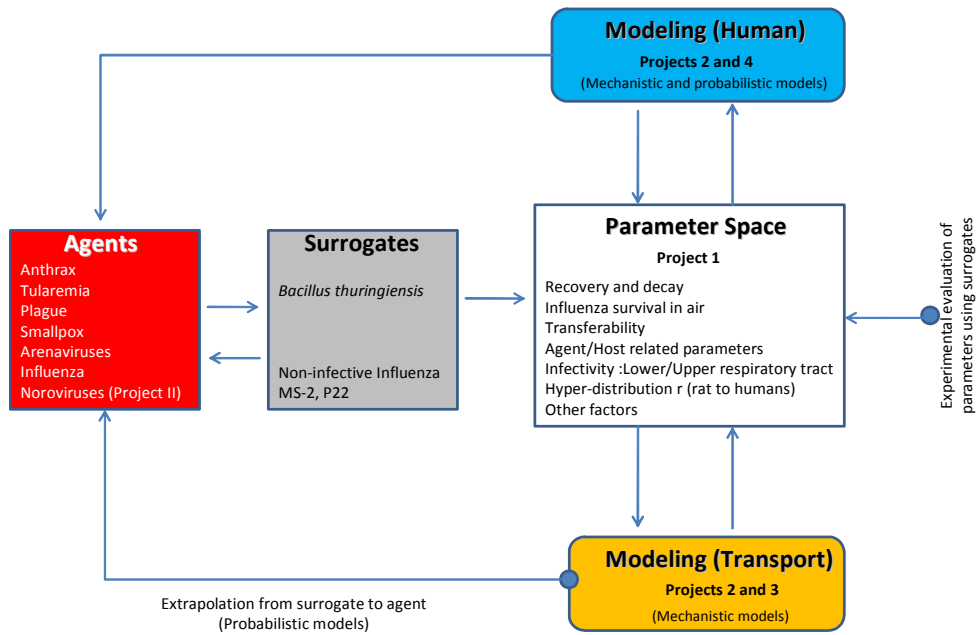 Modeling (Human)
Projects 2 and 4
(Mechanistic and probabilistic models)
Agents
Anthrax
Tularemia
Plague
Smallpox
Arenaviruses
Influenza
Noroviruses (Project II)
Surrogates
Bacillus thuringiensis
Non-infective Influenza
MS-2, P22
Parameter Space
Project 1
Recovery and decay
Influenza survival in air
Transferability
Agent/Host related parameters
Infectivity :Lower/Upper respiratory tract
Hyper-distribution r (rat to humans)
Other factors
Experimental evaluation of
parameters using surrogates
Modeling (Transport)
Projects 2 and 3
(Mechanistic models)
Extrapolation from surrogate to agent
(Probabilistic models)